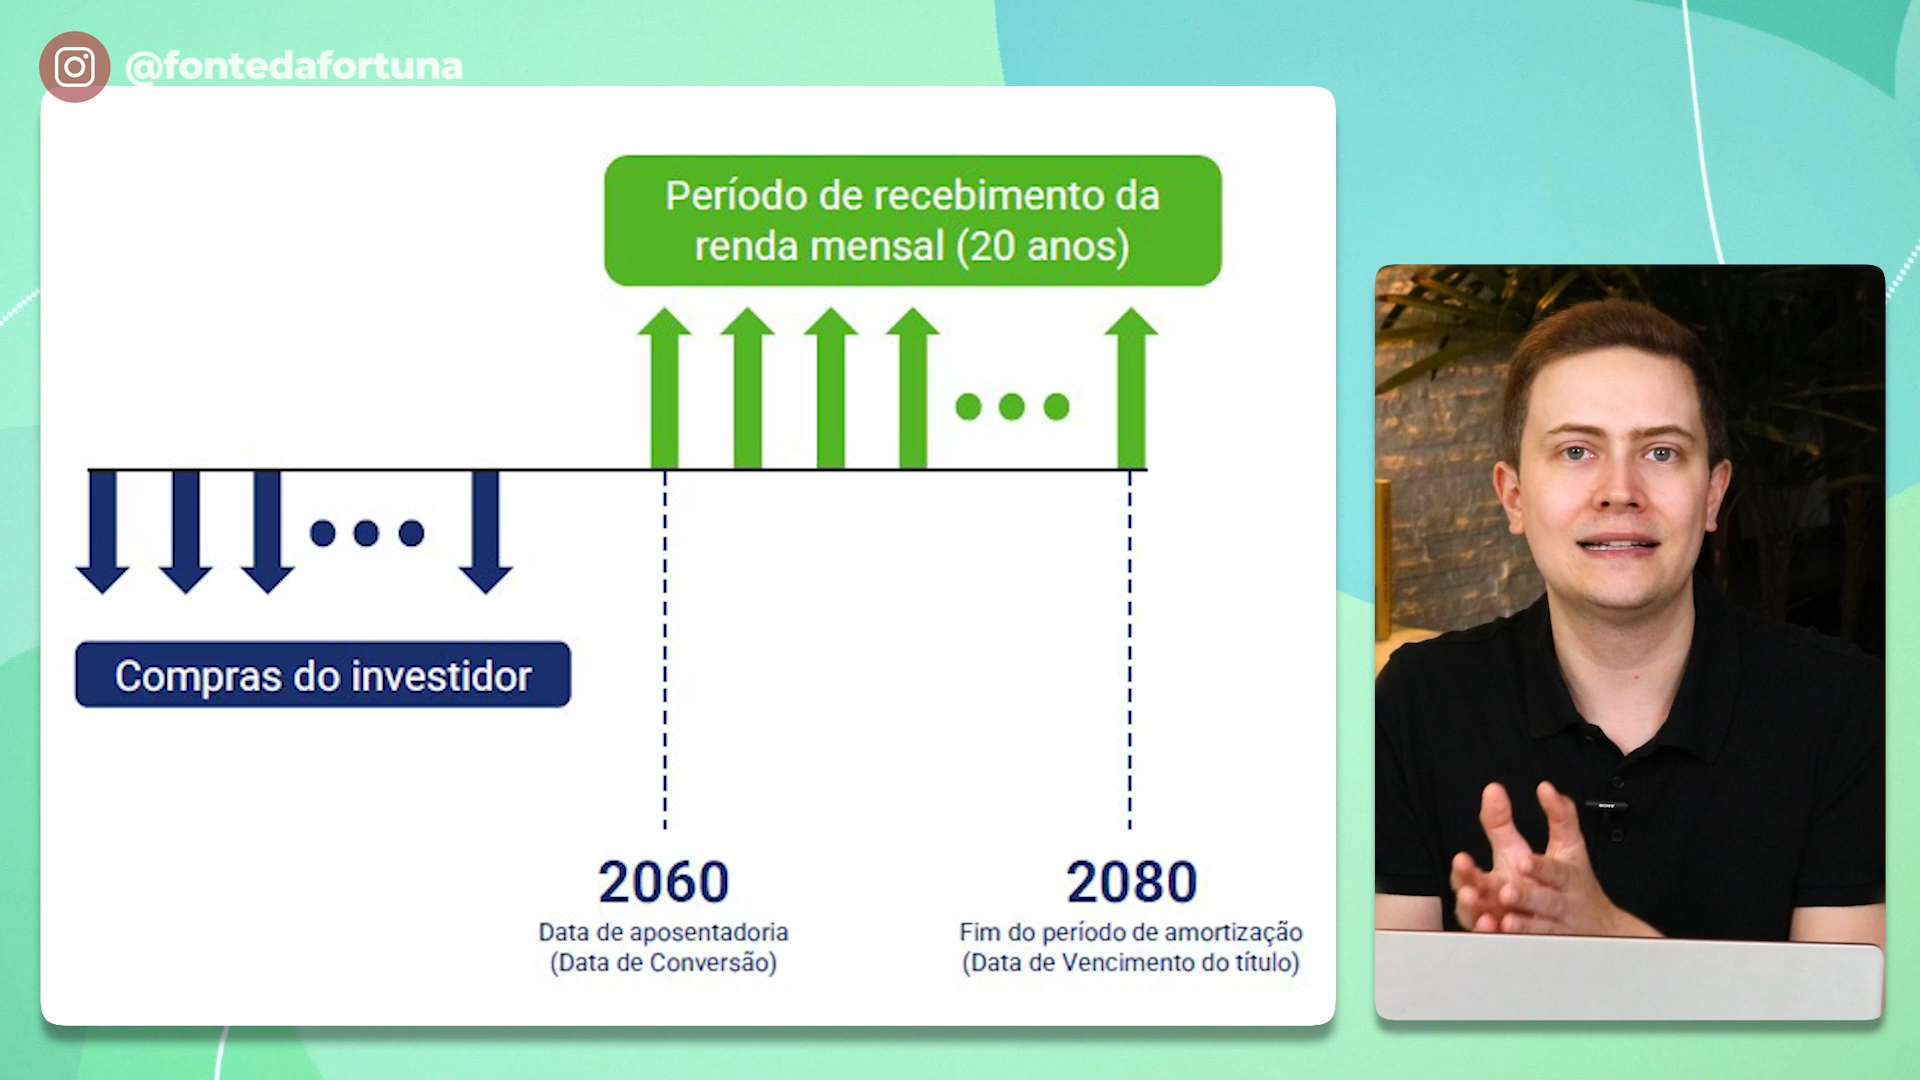 @fontedafortuna
Período de recebimento da
renda mensal (20 anos)
Compras do investidor
2060
Data de aposentadoria
(Data de Conversão)
2080
Fim do período de amortização
(Data de Vencimento do título)
SONY